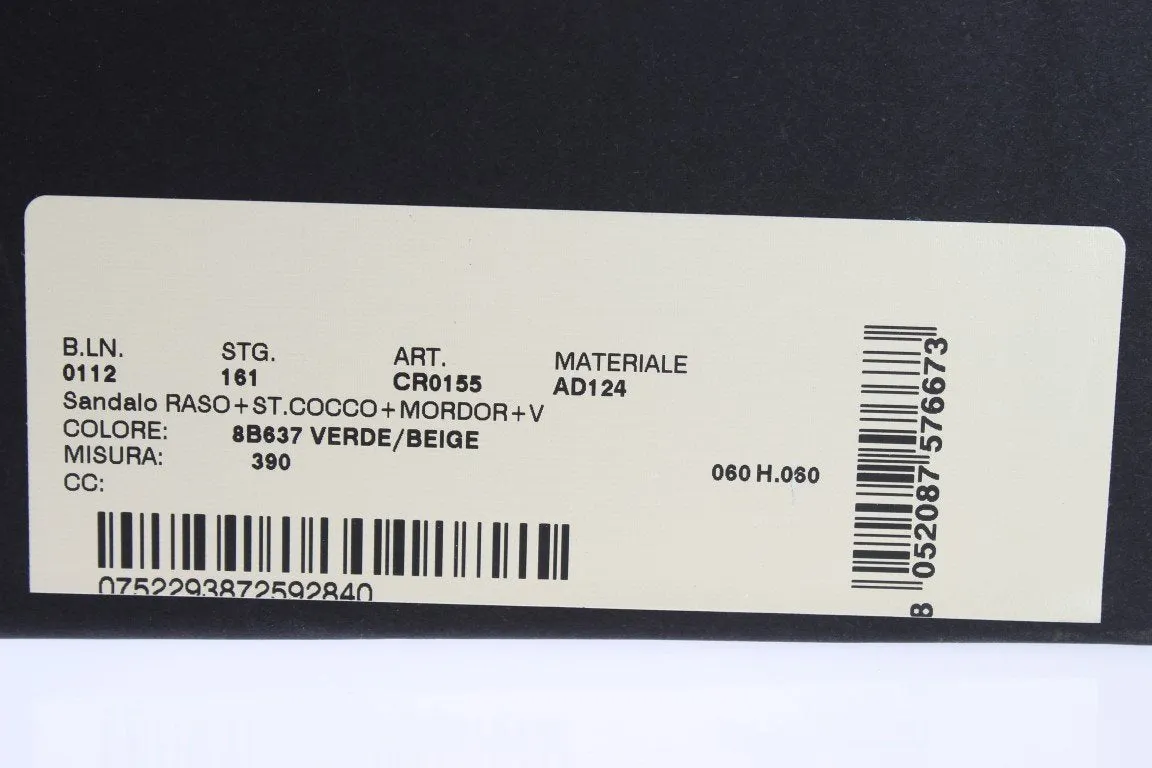 B.LN. STG. ART. MATERIALE
0112 161 CR0155 AD124
Sandalo RASO+ST.COCCO+MORDOR+V
COLORE: 8B637 VERDE/BEIGE
MISURA: 390
CC:
060 H.060
0752293872592840
8 052087 576673